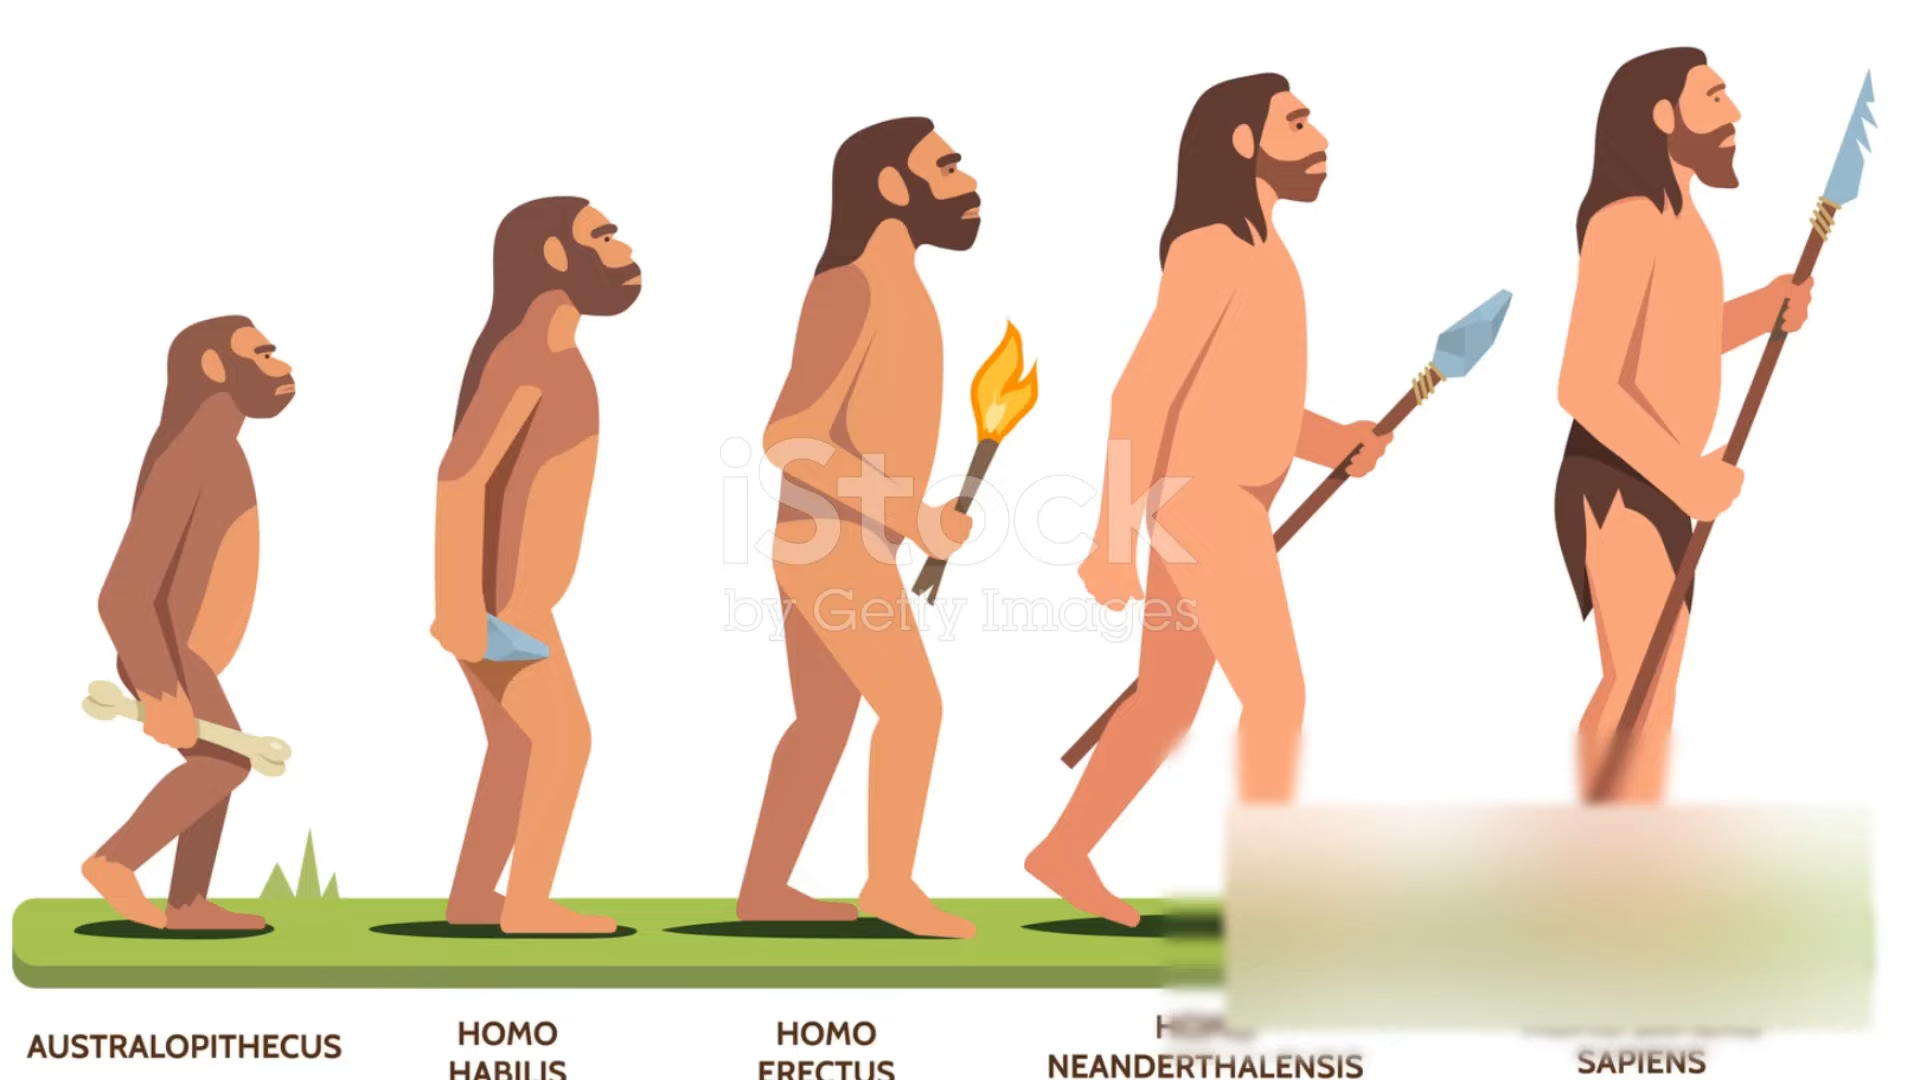 iStock
by Getty Images
AUSTRALOPITHECUS
HOMO
HABILIS
HOMO
ERECTUS
NEANDERTHALENSIS
SAPIENS